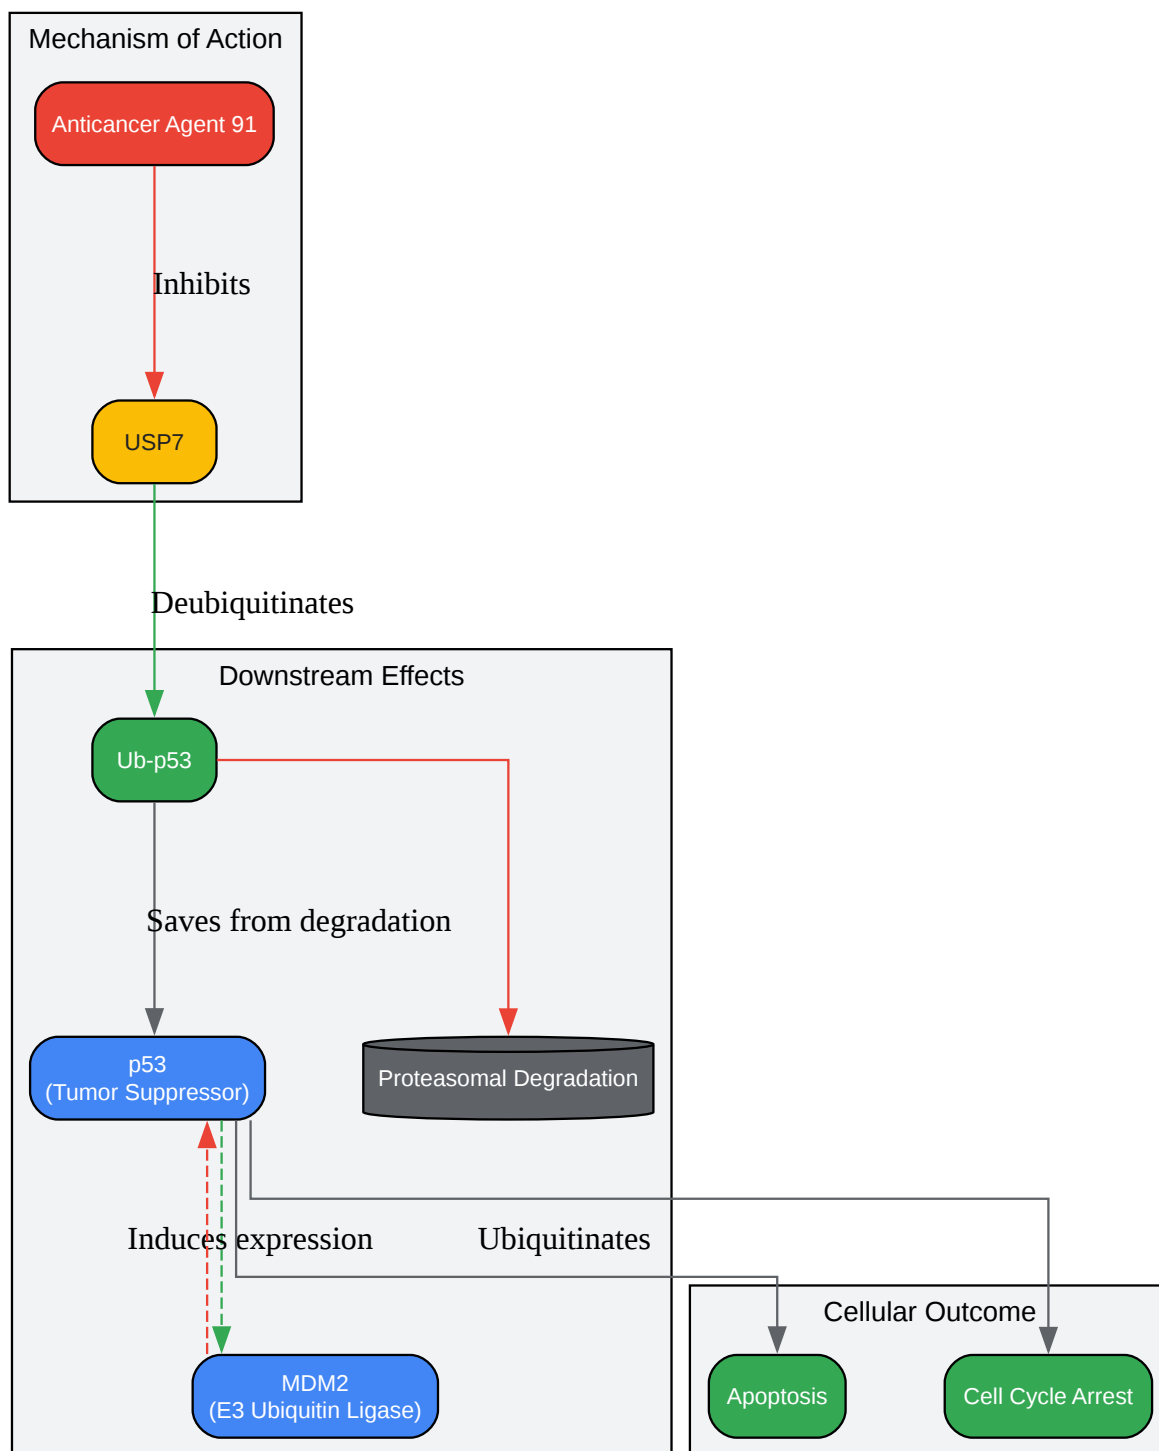 Mechanism of Action
Anticancer Agent 91
Inhibits
USP7
Deubiquitinates
Downstream Effects
Ub-p53
Saves from degradation
p53
(Tumor Suppressor)
Proteasomal Degradation
Induces expression
Ubiquitinates
MDM2
(E3 Ubiquitin Ligase)
Cellular Outcome
Apoptosis
Cell Cycle Arrest